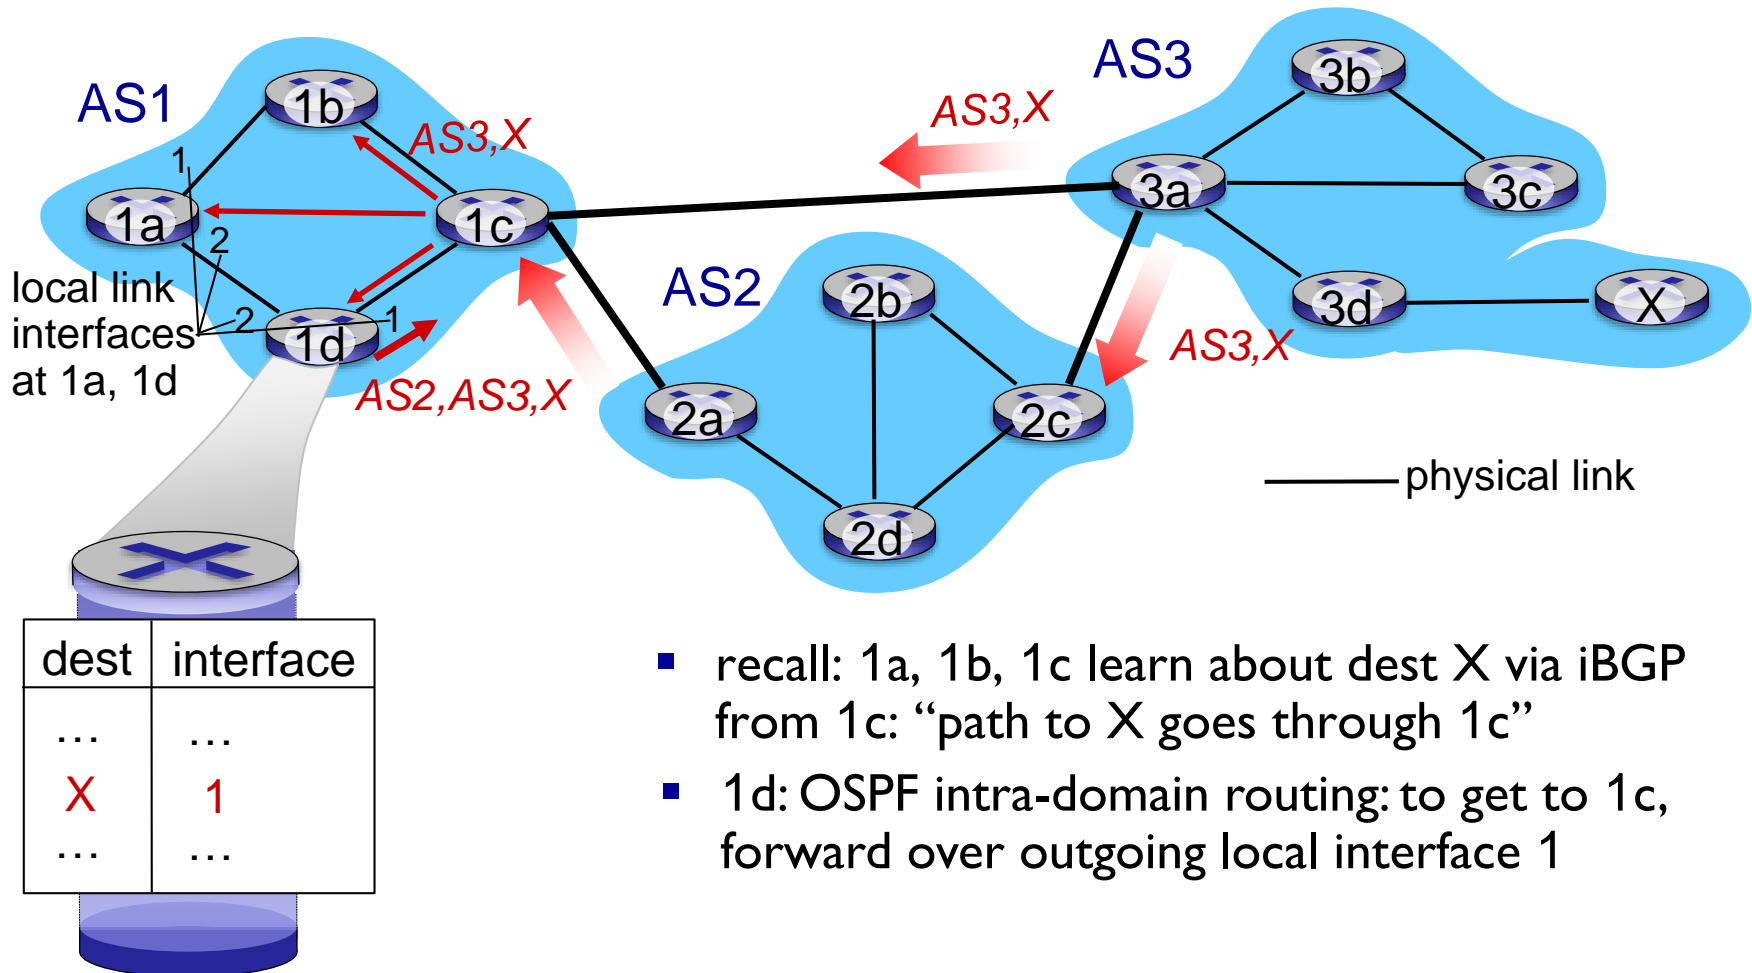 AS1
1b
AS3,X
1
1a
1c
2
local link
interfaces
at 1a, 1d
2
1
1d
AS2,AS3,X
AS3,X
AS3
3b
3a
3c
3d
X
AS2
2b
AS3,X
2a
2c
2d
physical link
dest interface
... ...
X 1
... ...
▪ recall: 1a, 1b, 1c learn about dest X via iBGP
from 1c: “path to X goes through 1c”
▪ 1d: OSPF intra-domain routing: to get to 1c,
forward over outgoing local interface 1